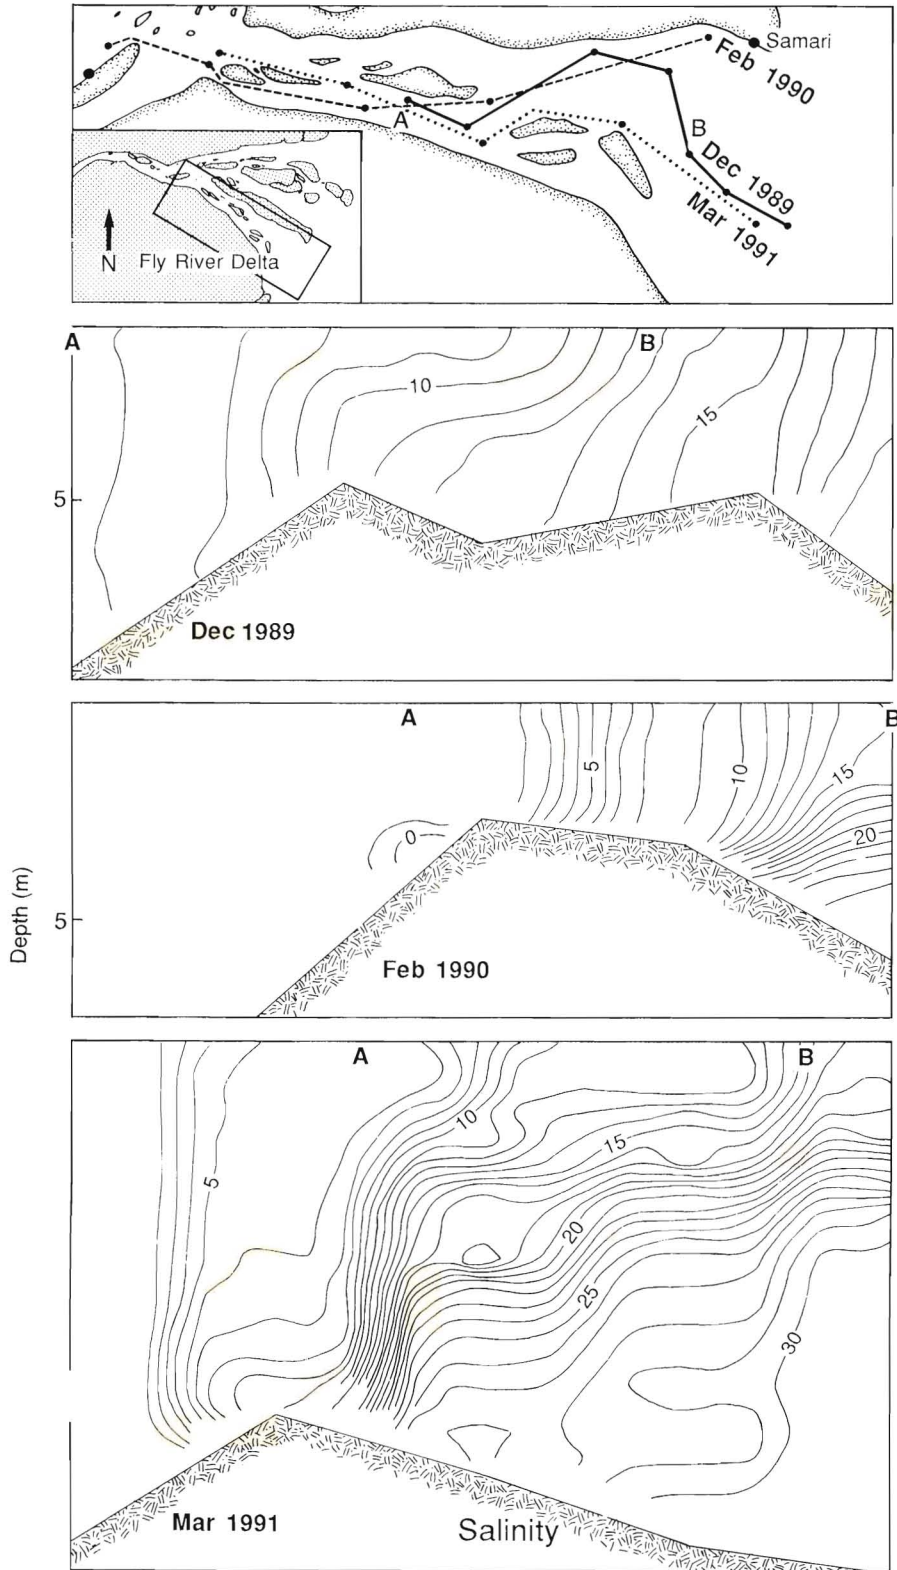 Samari
Feb 1990
A
B
Dec 1989
Mar 1991
N
Fly River Delta
A
B
10
15
5
Dec 1989
A
B
5
10
15
0
20
5
Depth (m)
Feb 1990
A
B
10
15
5
20
25
30
Mar 1991
Salinity